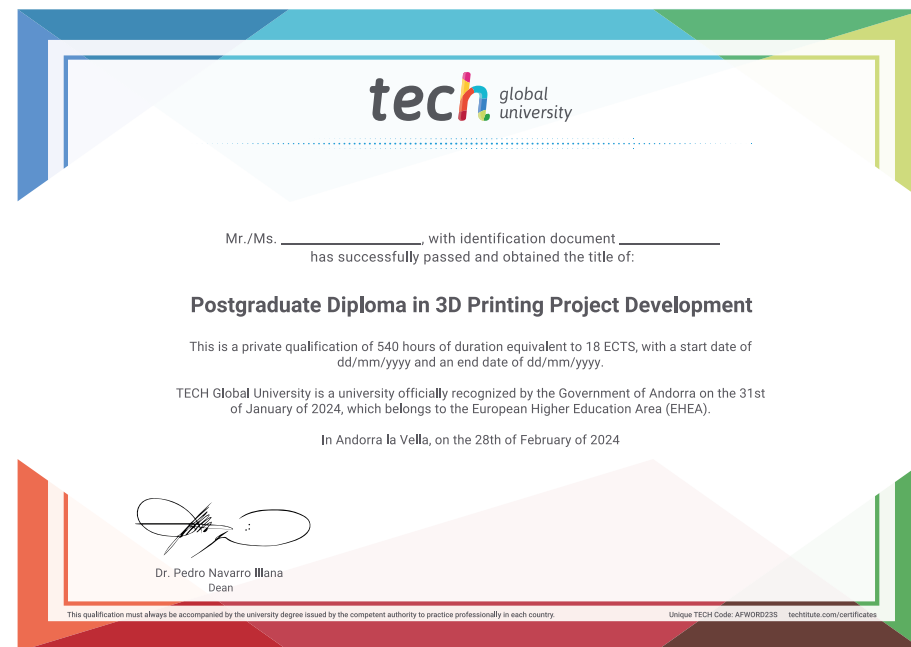 tech global university
Mr./Ms. ____________________, with identification document ______________
has successfully passed and obtained the title of:
Postgraduate Diploma in 3D Printing Project Development
This is a private qualification of 540 hours of duration equivalent to 18 ECTS, with a start date of
dd/mm/yyyy and an end date of dd/mm/yyyy.
TECH Global University is a university officially recognized by the Government of Andorra on the 31st
of January of 2024, which belongs to the European Higher Education Area (EHEA).
In Andorra la Vella, on the 28th of February of 2024
Dr. Pedro Navarro Illana
Dean
This qualification must always be accompanied by the university degree issued by the competent authority to practice professionally in each country.
Unique TECH Code: AFWORD23S techtitute.com/certificates